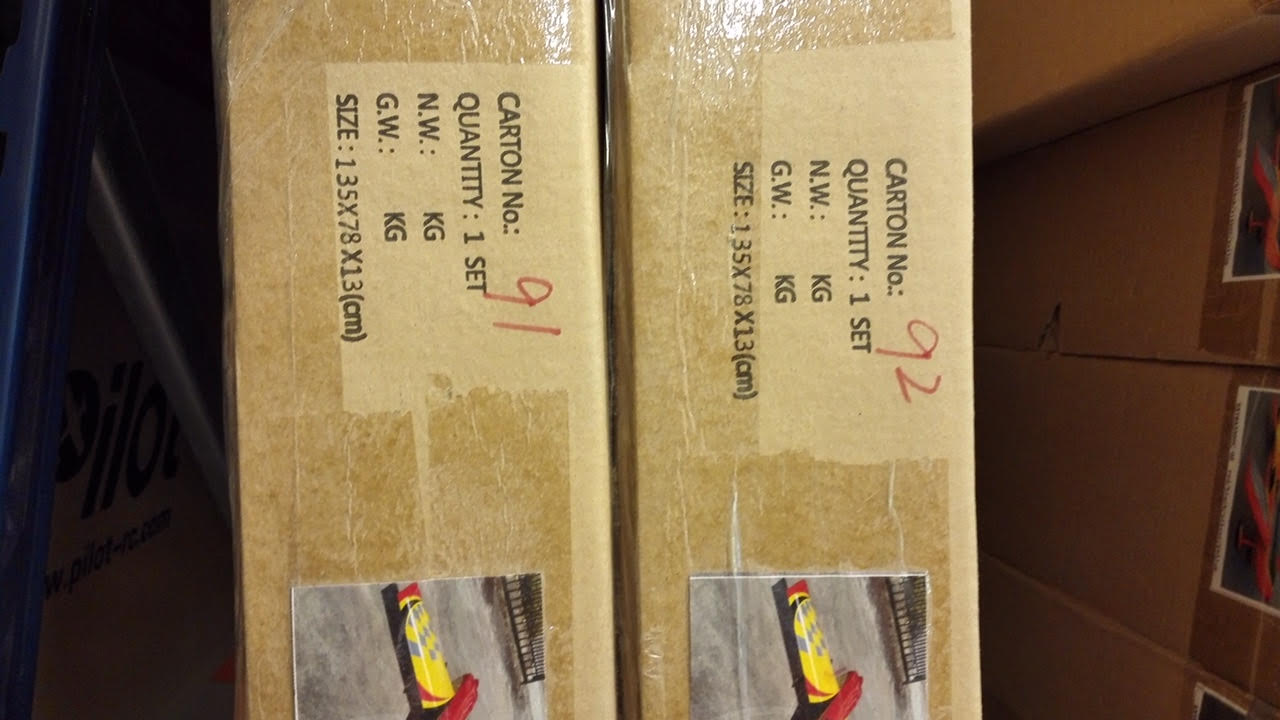 CARTON No.: 91
QUANTITY : 1 SET
N.W. : KG
G.W. : KG
SIZE : 135X78X13(cm)
CARTON No.: 92
QUANTITY : 1 SET
N.W. : KG
G.W. : KG
SIZE : 135X78X13(cm)
Pilot
w.pilot-rc.com